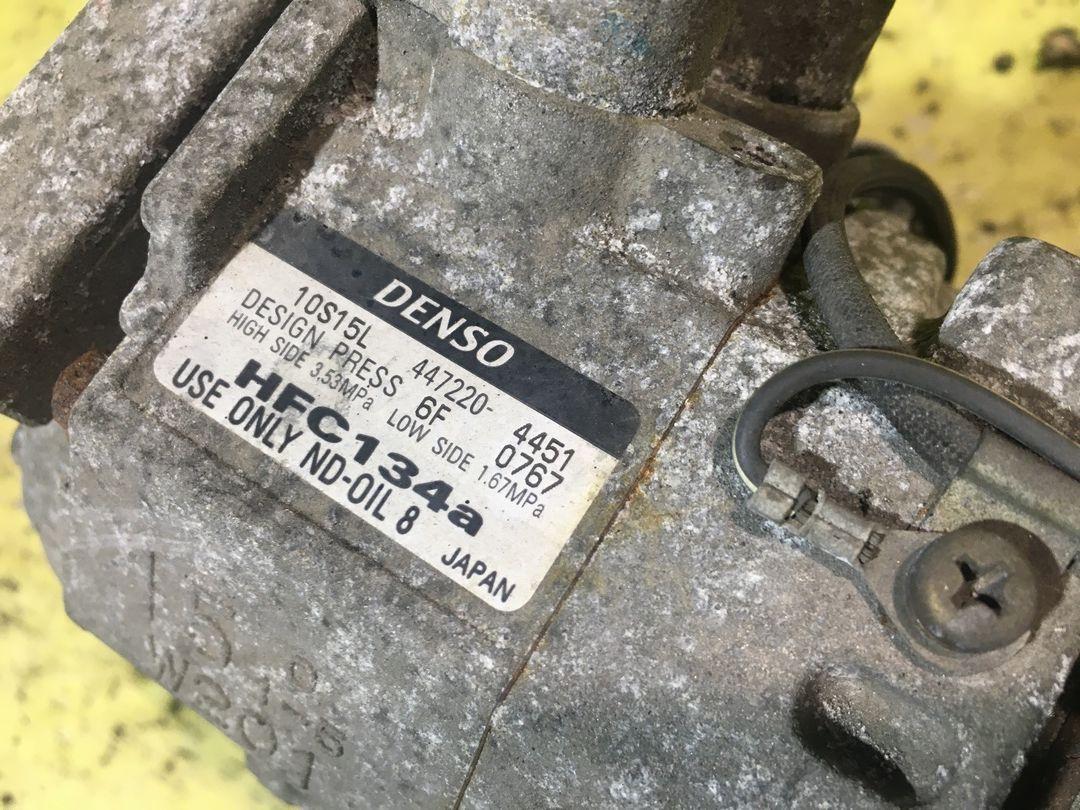 DENSO
10S15L 447220-4451
DESIGN PRESS 6F 0767
HIGH SIDE 3.53MPa LOW SIDE 1.67MPa
HFC134a
USE ONLY ND-OIL 8
JAPAN